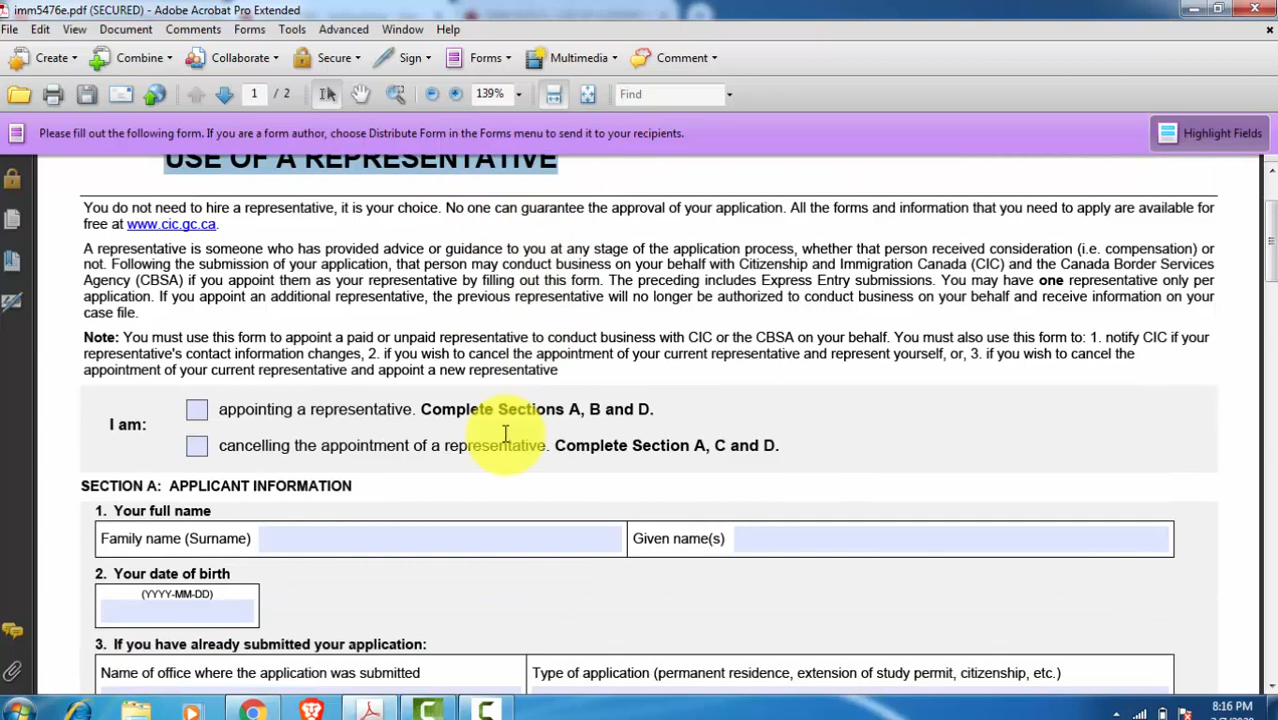 imm5476e.pdf (SECURED) - Adobe Acrobat Pro Extended
File Edit View Document Comments Forms Tools Advanced Window Help
Create Combine Collaborate Secure Sign Forms Multimedia Comment
1 / 2 139% Find
Please fill out the following form. If you are a form author, choose Distribute Form in the Forms menu to send it to your recipients.
Highlight Fields
USE OF A REPRESENTATIVE
You do not need to hire a representative, it is your choice. No one can guarantee the approval of your application. All the forms and information that you need to apply are available for
free at www.cic.gc.ca.
A representative is someone who has provided advice or guidance to you at any stage of the application process, whether that person received consideration (i.e. compensation) or
not. Following the submission of your application, that person may conduct business on your behalf with Citizenship and Immigration Canada (CIC) and the Canada Border Services
Agency (CBSA) if you appoint them as your representative by filling out this form. The preceding includes Express Entry submissions. You may have one representative only per
application. If you appoint an additional representative, the previous representative will no longer be authorized to conduct business on your behalf and receive information on your
case file.
Note: You must use this form to appoint a paid or unpaid representative to conduct business with CIC or the CBSA on your behalf. You must also use this form to: 1. notify CIC if your
representative's contact information changes, 2. if you wish to cancel the appointment of your current representative and represent yourself, or, 3. if you wish to cancel the
appointment of your current representative and appoint a new representative
I am:
appointing a representative. Complete Sections A, B and D.
cancelling the appointment of a representative. Complete Section A, C and D.
SECTION A: APPLICANT INFORMATION
1. Your full name
Family name (Surname) Given name(s)
2. Your date of birth
(YYYY-MM-DD)
3. If you have already submitted your application:
Name of office where the application was submitted Type of application (permanent residence, extension of study permit, citizenship, etc.)
8:16 PM